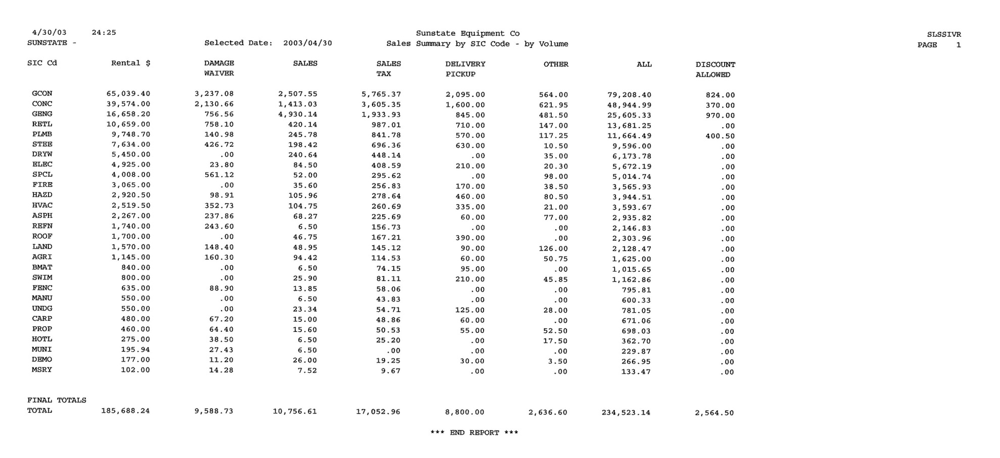 4/30/03 24:25 Sunstate Equipment Co SLSSIVR
SUNSTATE - Selected Date: 2003/04/30 Sales Summary by SIC Code - by Volume PAGE 1
SIC Cd Rental $ DAMAGE SALES SALES DELIVERY OTHER ALL DISCOUNT
WAIVER TAX PICKUP ALLOWED
GCON 65,039.40 3,237.08 2,507.55 5,765.37 2,095.00 564.00 79,208.40 824.00
CONC 39,574.00 2,130.66 1,413.03 3,605.35 1,600.00 621.95 48,944.99 370.00
GENG 16,658.20 756.56 4,930.14 1,933.93 845.00 481.50 25,605.33 970.00
RETL 10,659.00 758.10 420.14 987.01 710.00 147.00 13,681.25 .00
PLMB 9,748.70 140.98 245.78 841.78 570.00 117.25 11,664.49 400.50
STEE 7,634.00 426.72 198.42 696.36 630.00 10.50 9,596.00 .00
DRYW 5,450.00 .00 240.64 448.14 .00 35.00 6,173.78 .00
ELEC 4,925.00 23.80 84.50 408.59 210.00 20.30 5,672.19 .00
SPCL 4,008.00 561.12 52.00 295.62 .00 98.00 5,014.74 .00
FIRE 3,065.00 .00 35.60 256.83 170.00 38.50 3,565.93 .00
HAZD 2,920.50 98.91 105.96 278.64 460.00 80.50 3,944.51 .00
HVAC 2,519.50 352.73 104.75 260.69 335.00 21.00 3,593.67 .00
ASPH 2,267.00 237.86 68.27 225.69 60.00 77.00 2,935.82 .00
REFN 1,740.00 243.60 6.50 156.73 .00 .00 2,146.83 .00
ROOF 1,700.00 .00 46.75 167.21 390.00 .00 2,303.96 .00
LAND 1,570.00 148.40 48.95 145.12 90.00 126.00 2,128.47 .00
AGRI 1,145.00 160.30 94.42 114.53 60.00 50.75 1,625.00 .00
BMAT 840.00 .00 6.50 74.15 95.00 .00 1,015.65 .00
SWIM 800.00 .00 25.90 81.11 210.00 45.85 1,162.86 .00
FENC 635.00 88.90 13.85 58.06 .00 .00 795.81 .00
MANU 550.00 .00 6.50 43.83 .00 .00 600.33 .00
UNDG 550.00 .00 23.34 54.71 125.00 28.00 781.05 .00
CARP 480.00 67.20 15.00 48.86 60.00 .00 671.06 .00
PROP 460.00 64.40 15.60 50.53 55.00 52.50 698.03 .00
HOTL 275.00 38.50 6.50 25.20 .00 17.50 362.70 .00
MUNI 195.94 27.43 6.50 .00 .00 .00 229.87 .00
DEMO 177.00 11.20 26.00 19.25 30.00 3.50 266.95 .00
MSRY 102.00 14.28 7.52 9.67 .00 .00 133.47 .00
FINAL TOTALS
TOTAL 185,688.24 9,588.73 10,756.61 17,052.96 8,800.00 2,636.60 234,523.14 2,564.50
*** END REPORT ***